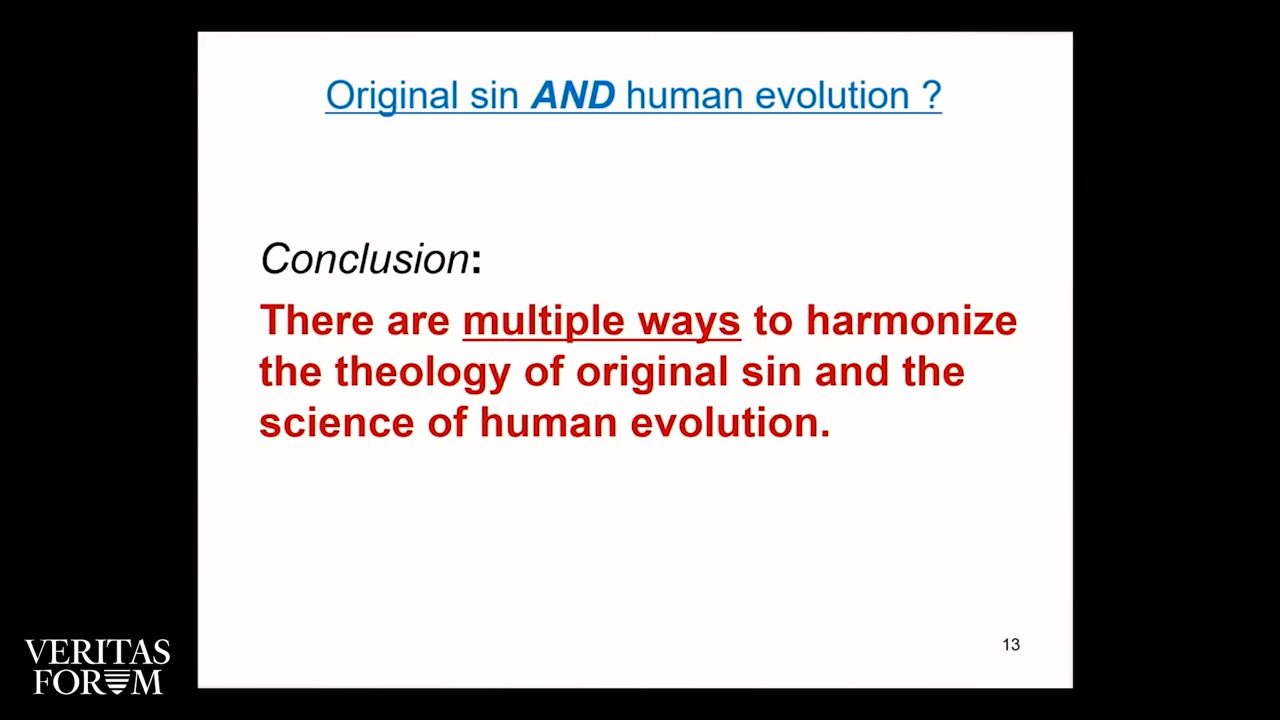 Original sin AND human evolution ?
Conclusion:
There are multiple ways to harmonize
the theology of original sin and the
science of human evolution.
13
VERITAS
FORUM